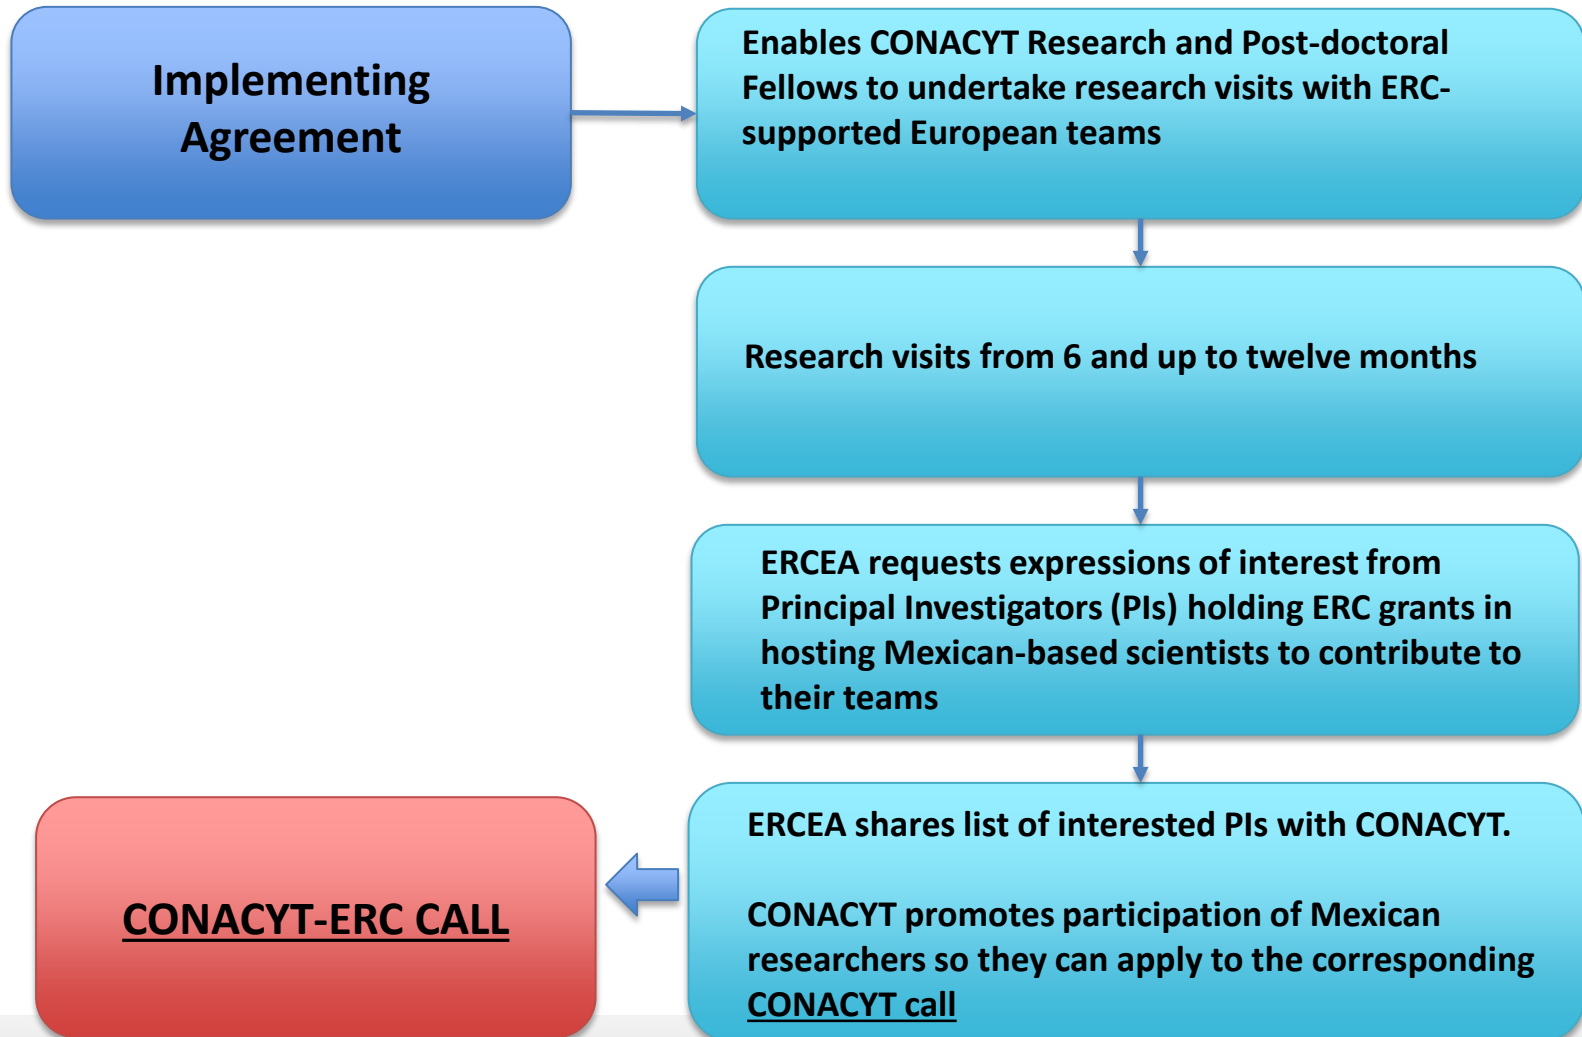 Implementing
Agreement
Enables CONACYT Research and Post-doctoral
Fellows to undertake research visits with ERC-
supported European teams
Research visits from 6 and up to twelve months
ERCEA requests expressions of interest from
Principal Investigators (PIs) holding ERC grants in
hosting Mexican-based scientists to contribute to
their teams
ERCEA shares list of interested PIs with CONACYT.
CONACYT promotes participation of Mexican
researchers so they can apply to the corresponding
CONACYT call
CONACYT-ERC CALL